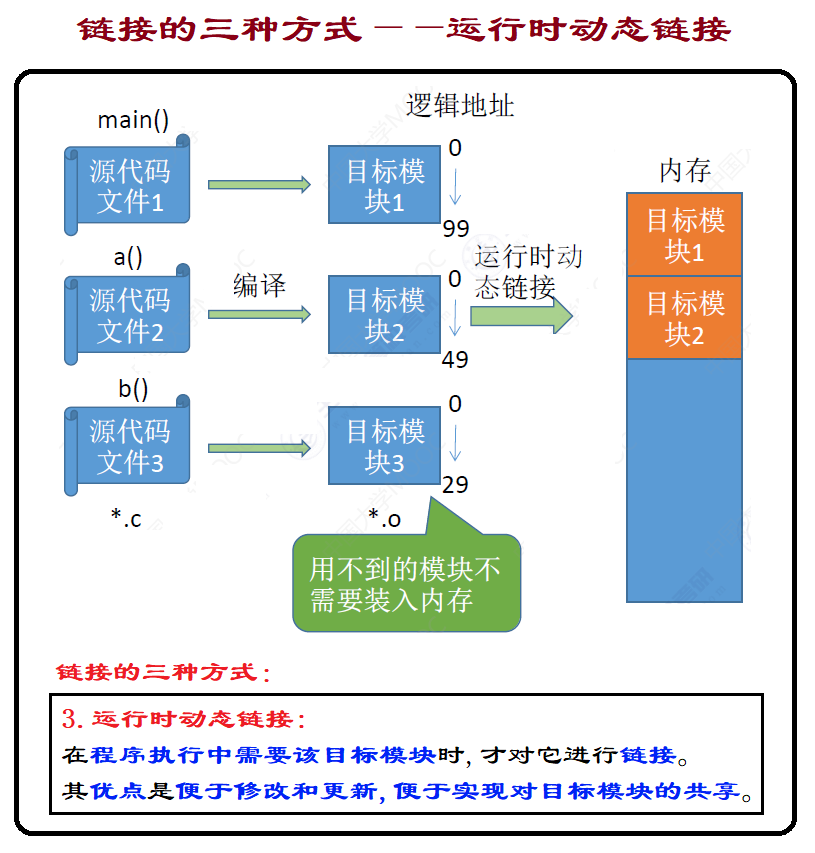 链接的三种方式——运行时动态链接
逻辑地址
main()
源代码
文件1
目标模
块1
0
99
内存
目标模
块1
a()
源代码
文件2
编译
目标模
块2
0
49
运行时动
态链接
目标模
块2
b()
源代码
文件3
目标模
块3
0
29
*.c
*.o
用不到的模块不
需要装入内存
链接的三种方式：
3.运行时动态链接：
在程序执行中需要该目标模块时，才对它进行链接。
其优点是便于修改和更新，便于实现对目标模块的共享。